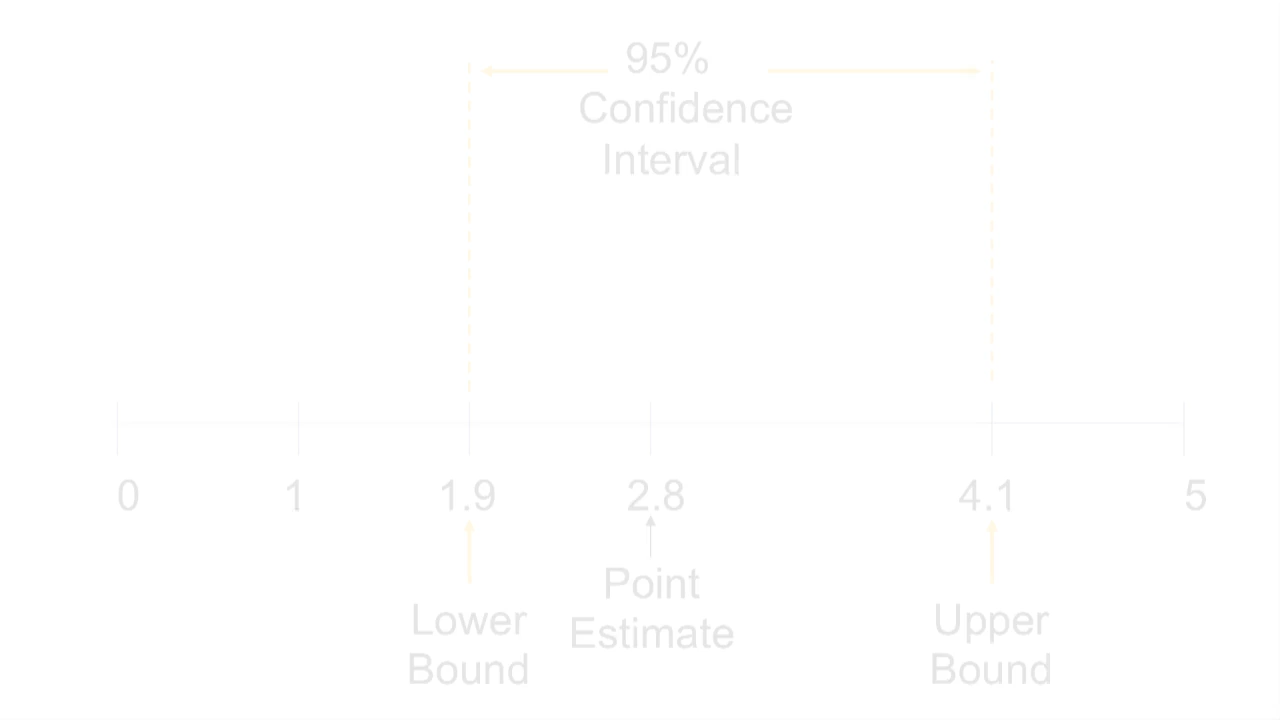 95%
Confidence
Interval
0 1 1.9 2.8 4.1 5
Point
Estimate
Lower
Bound
Upper
Bound